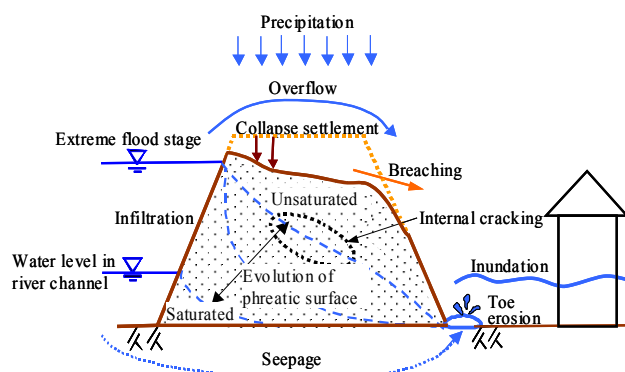 Precipitation
Overflow
Collapse settlement
Extreme flood stage
Breaching
Unsaturated
Infiltration
Internal cracking
Water level in
river channel
Evolution of
phreatic surface
Inundation
Saturated
Toe
erosion
Seepage